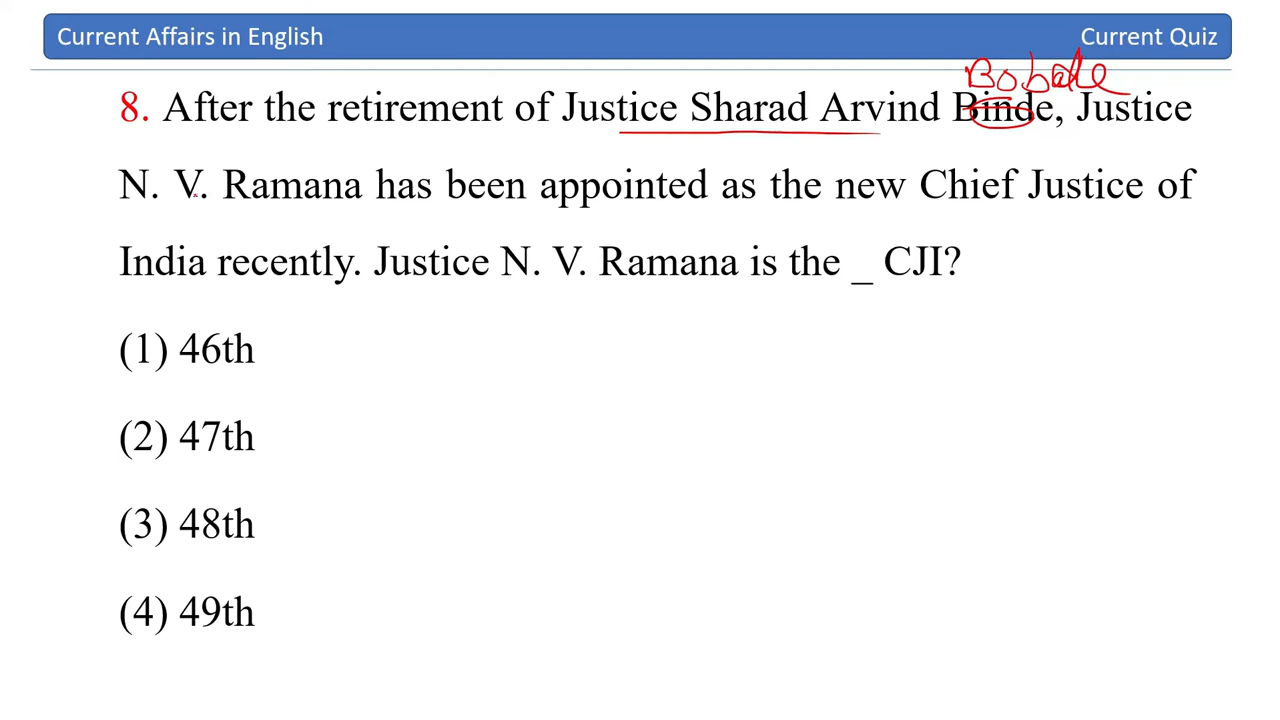 Current Affairs in English Current Quiz
Bobade
8. After the retirement of Justice Sharad Arvind Binde, Justice
N. V. Ramana has been appointed as the new Chief Justice of
India recently. Justice N. V. Ramana is the _ CJI?
(1) 46th
(2) 47th
(3) 48th
(4) 49th